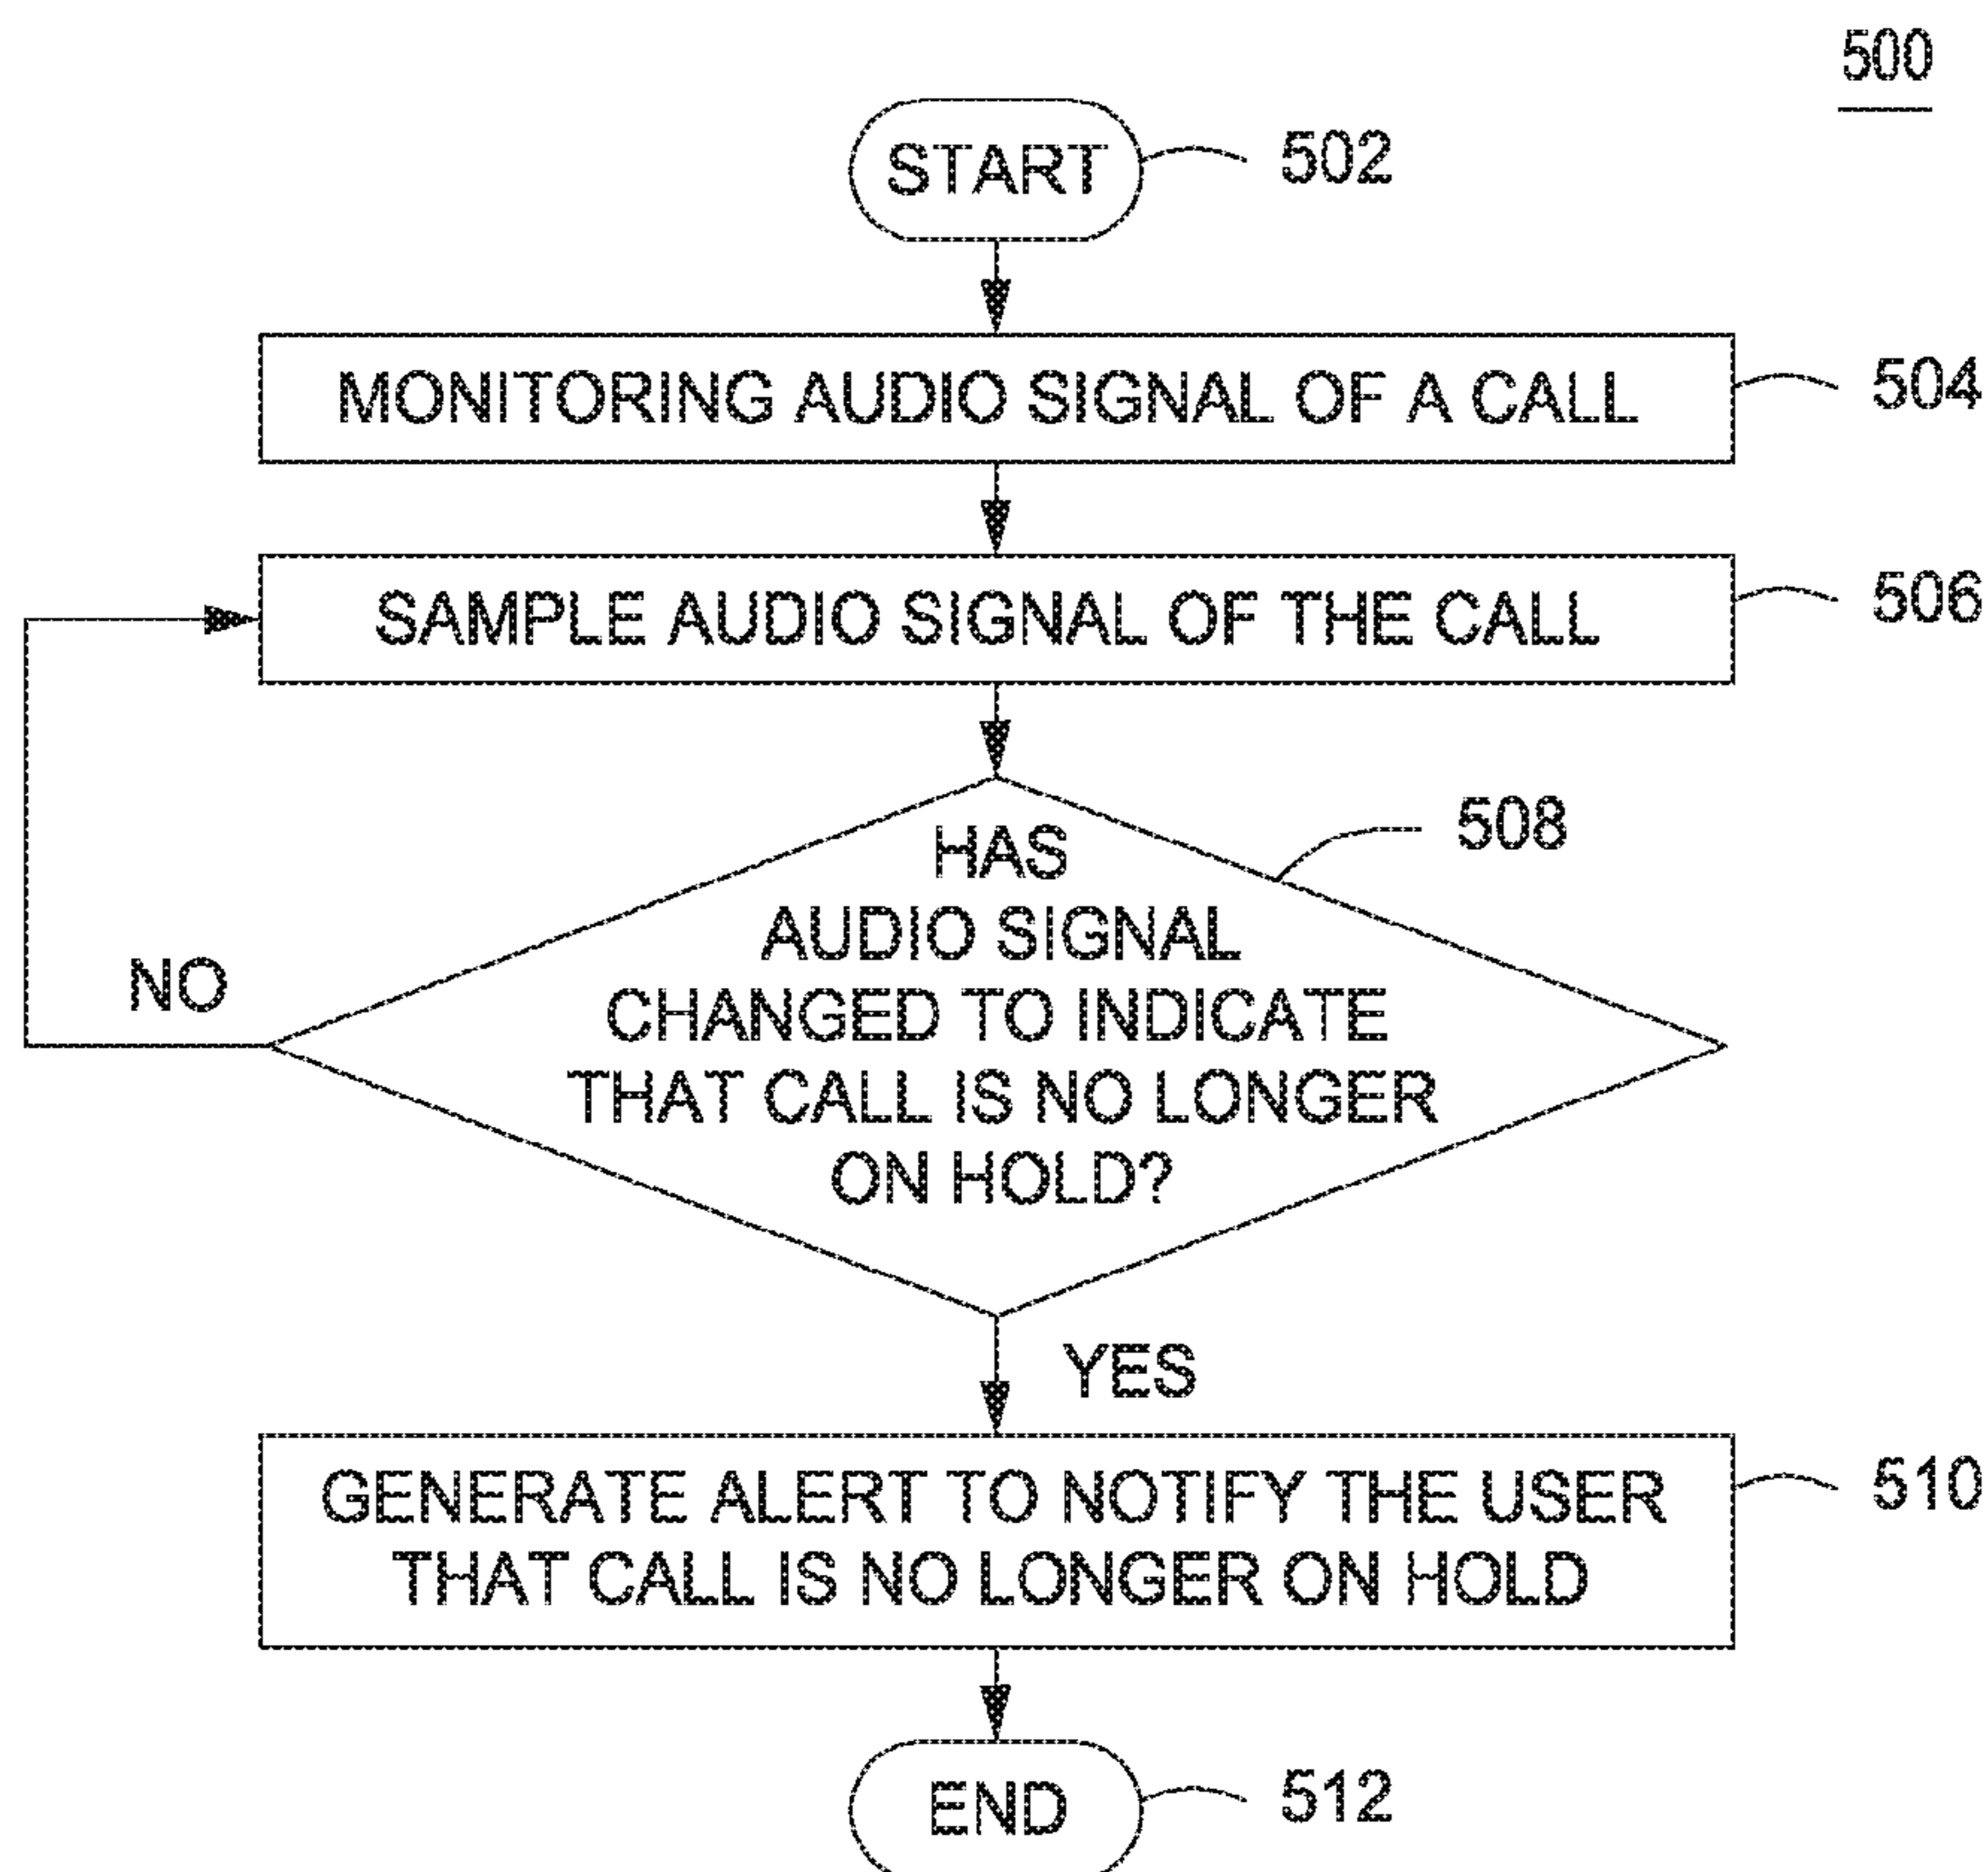 500
START
502
MONITORING AUDIO SIGNAL OF A CALL
504
SAMPLE AUDIO SIGNAL OF THE CALL
506
HAS
AUDIO SIGNAL
CHANGED TO INDICATE
THAT CALL IS NO LONGER
ON HOLD?
508
NO
YES
GENERATE ALERT TO NOTIFY THE USER
THAT CALL IS NO LONGER ON HOLD
510
END
512